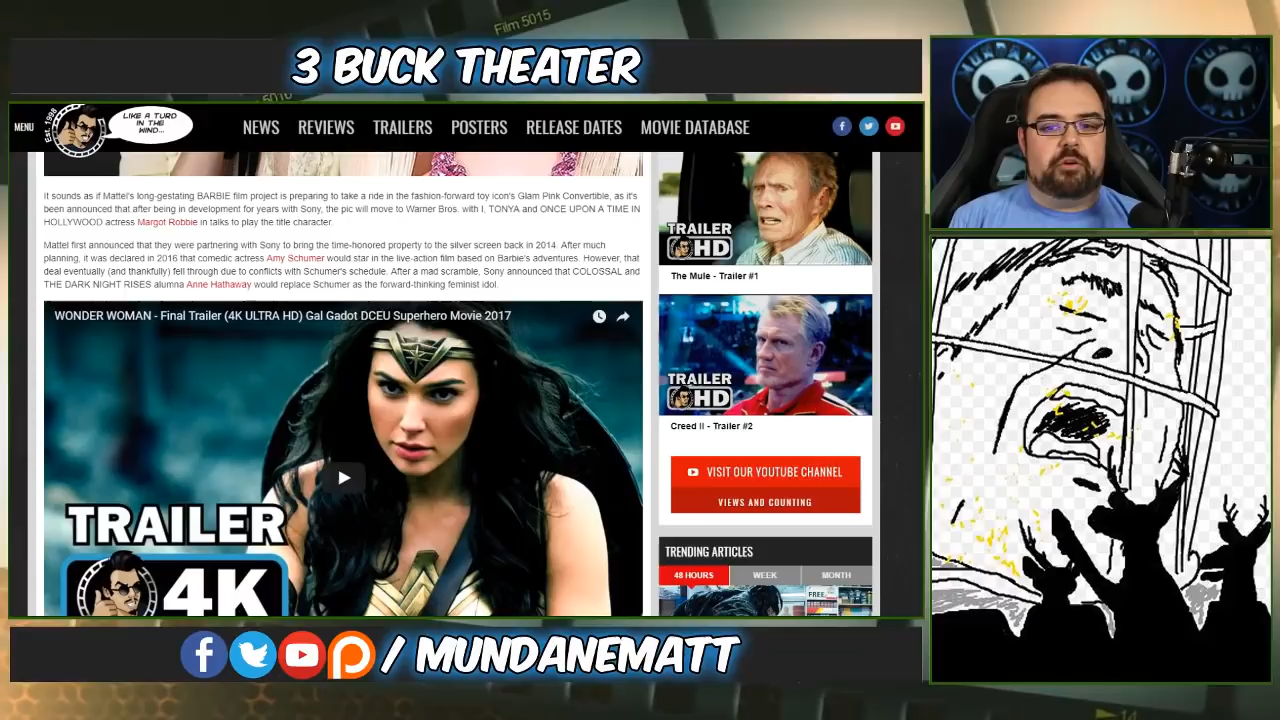 Film 5015
3 BUCK THEATER
5016
Est. 1998
LIKE A TURD
IN THE
WIND...
MENU
NEWS
REVIEWS
TRAILERS
POSTERS
RELEASE DATES
MOVIE DATABASE
It sounds as if Mattel's long-gestating BARBIE film project is preparing to take a ride in the fashion-forward toy icon's Glam Pink Convertible, as it's
been announced that after being in development for years with Sony, the pic will move to Warner Bros. with I, TONYA and ONCE UPON A TIME IN
HOLLYWOOD actress Margot Robbie in talks to play the title character.
Mattel first announced that they were partnering with Sony to bring the time-honored property to the silver screen back in 2014. After much
planning, it was declared in 2016 that comedic actress Amy Schumer would star in the live-action film based on Barbie's adventures. However, that
deal eventually (and thankfully) fell through due to conflicts with Schumer's schedule. After a mad scramble, Sony announced that COLOSSAL and
THE DARK NIGHT RISES alumna Anne Hathaway would replace Schumer as the forward-thinking feminist idol.
WONDER WOMAN - Final Trailer (4K ULTRA HD) Gal Gadot DCEU Superhero Movie 2017
TRAILER
4K
TRAILER
HD
The Mule - Trailer #1
TRAILER
HD
Creed II - Trailer #2
VISIT OUR YOUTUBE CHANNEL
VIEWS AND COUNTING
TRENDING ARTICLES
48 HOURS
WEEK
MONTH
FREE
/ MUNDANEMATT
14